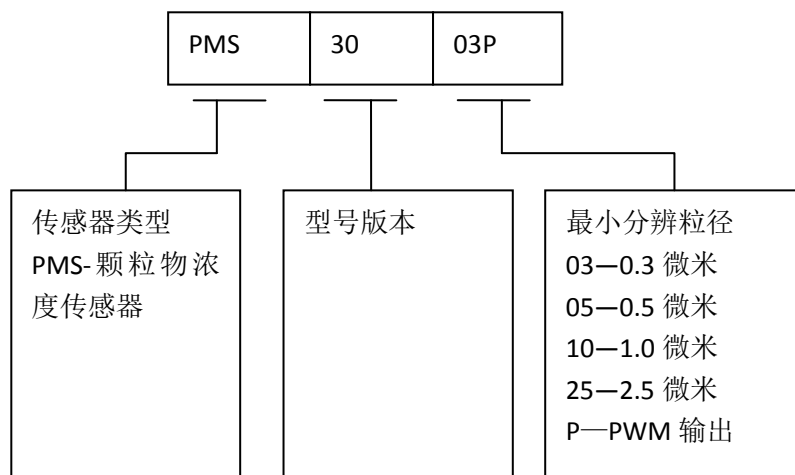 PMS 30 03P
传感器类型
PMS-颗粒物浓
度传感器
型号版本
最小分辨粒径
03—0.3 微米
05—0.5 微米
10—1.0 微米
25—2.5 微米
P—PWM 输出